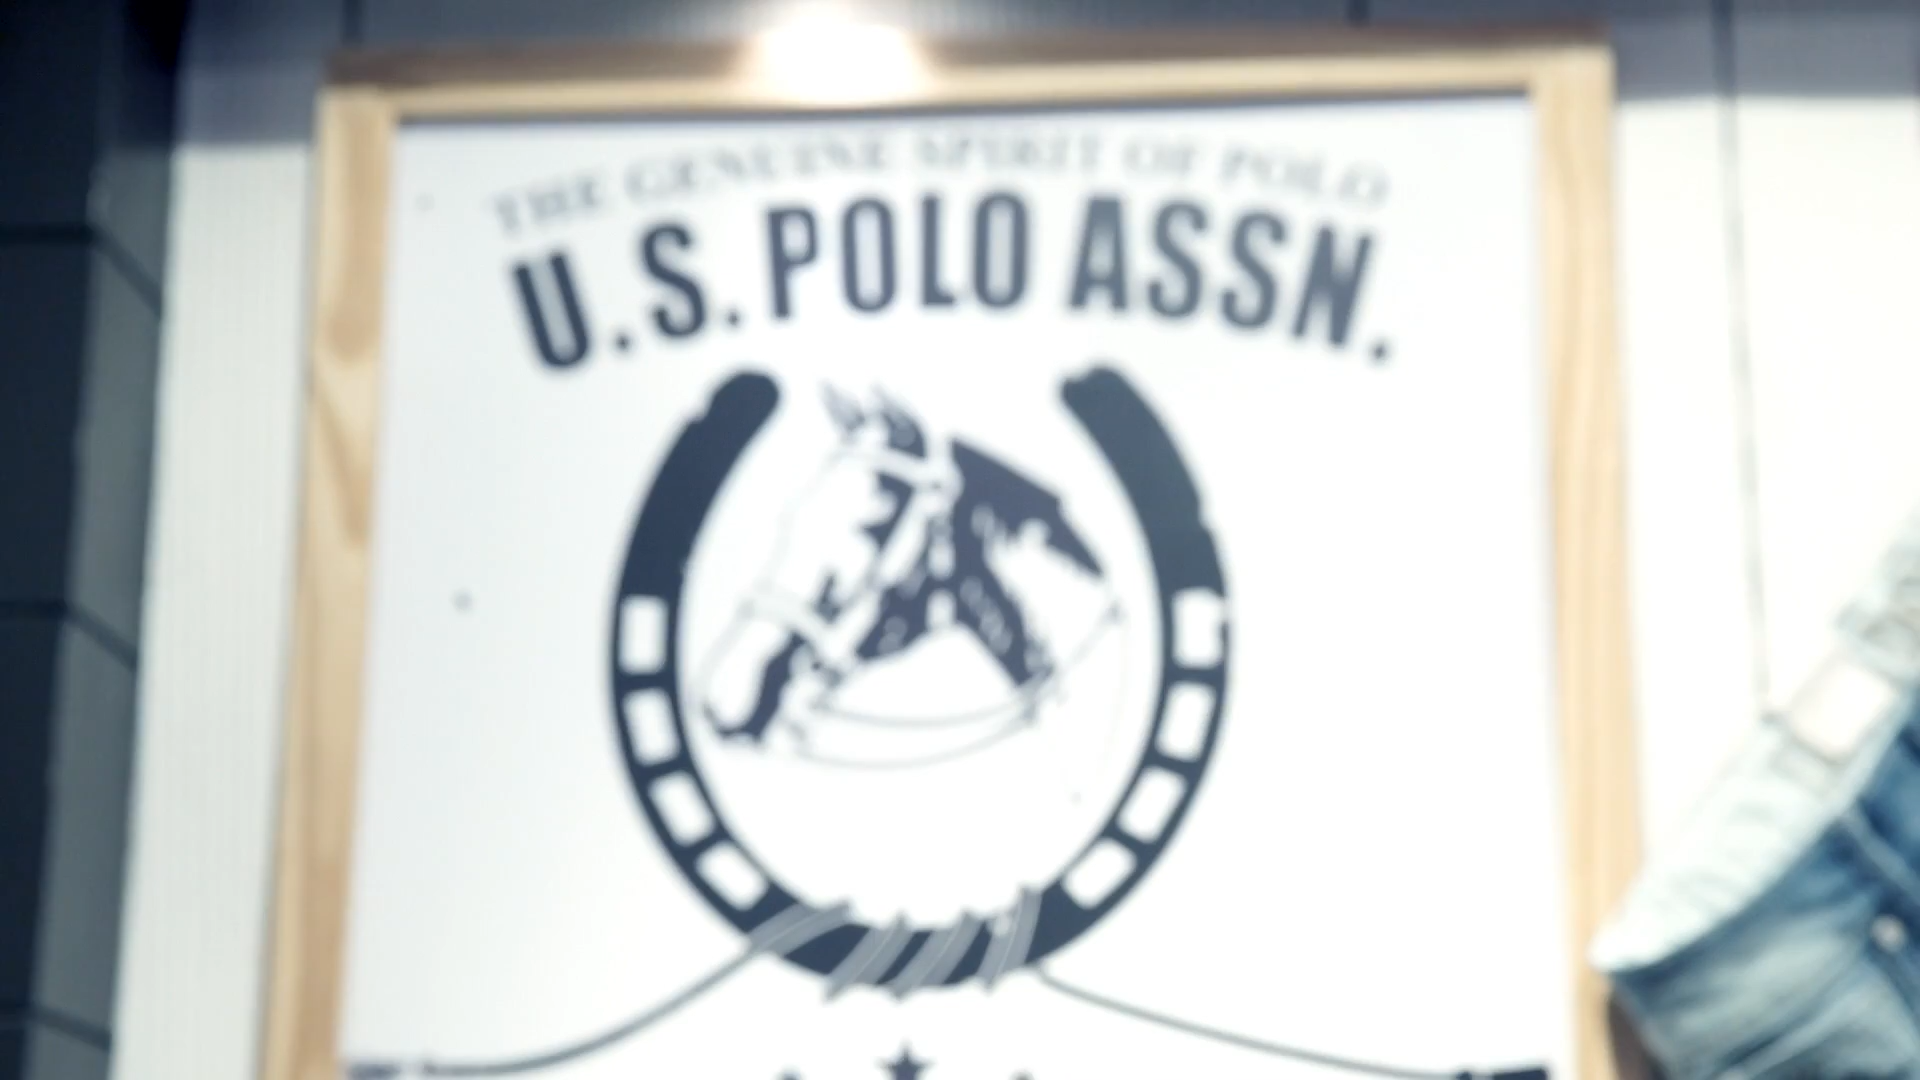 THE GENUINE SPIRIT OF POLO
U.S. POLO ASSN.